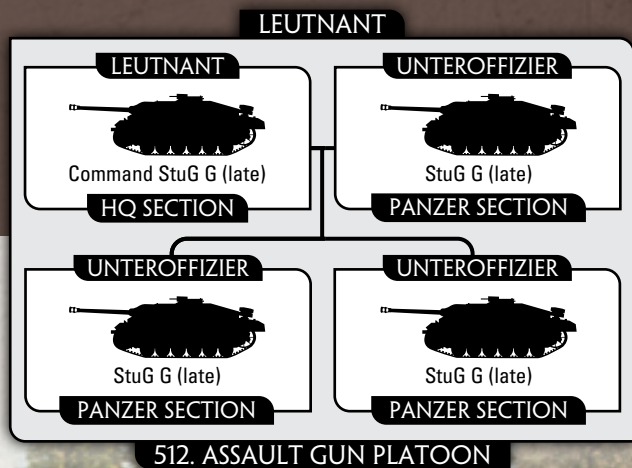 LEUTNANT
LEUTNANT
Command StuG G (late)
HQ SECTION
UNTEROFFIZIER
StuG G (late)
PANZER SECTION
UNTEROFFIZIER
StuG G (late)
PANZER SECTION
UNTEROFFIZIER
StuG G (late)
PANZER SECTION
512. ASSAULT GUN PLATOON